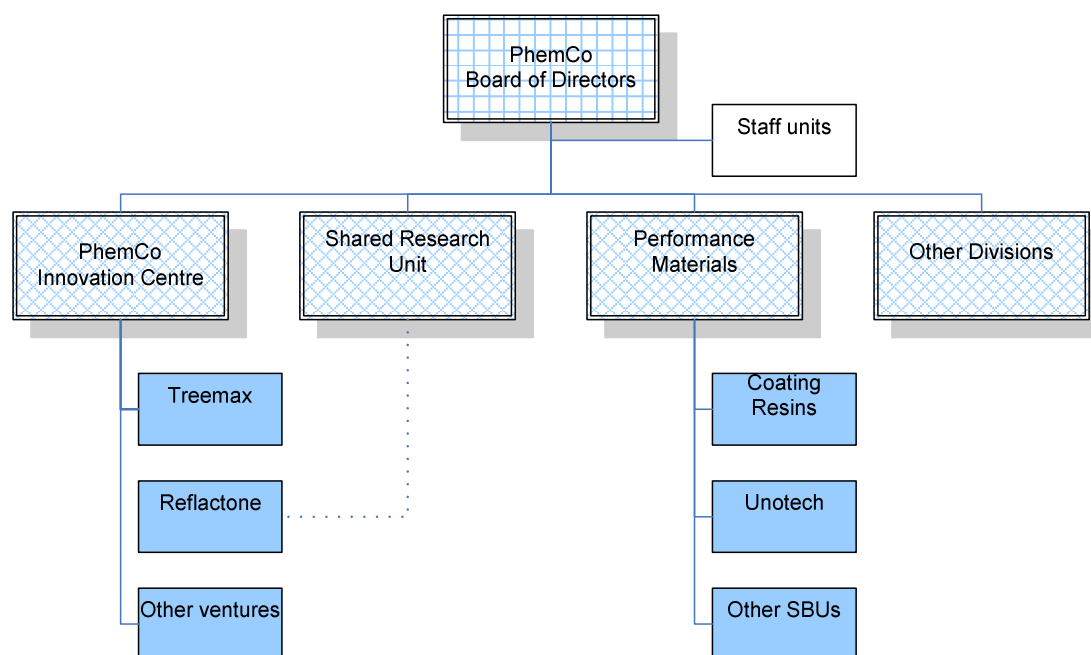 PhemCo
Board of Directors
Staff units
PhemCo
Innovation Centre
Shared Research
Unit
Performance
Materials
Other Divisions
Treemax
Coating
Resins
Reflactone
Unotech
Other ventures
Other SBUs